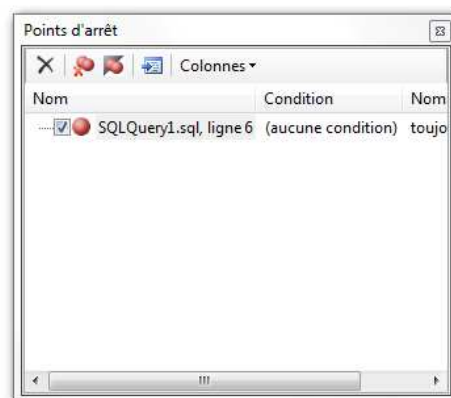 Points d'arrêt
Colonnes
Nom Condition Nom
SQLQuery1.sql, ligne 6 (aucune condition) toujo